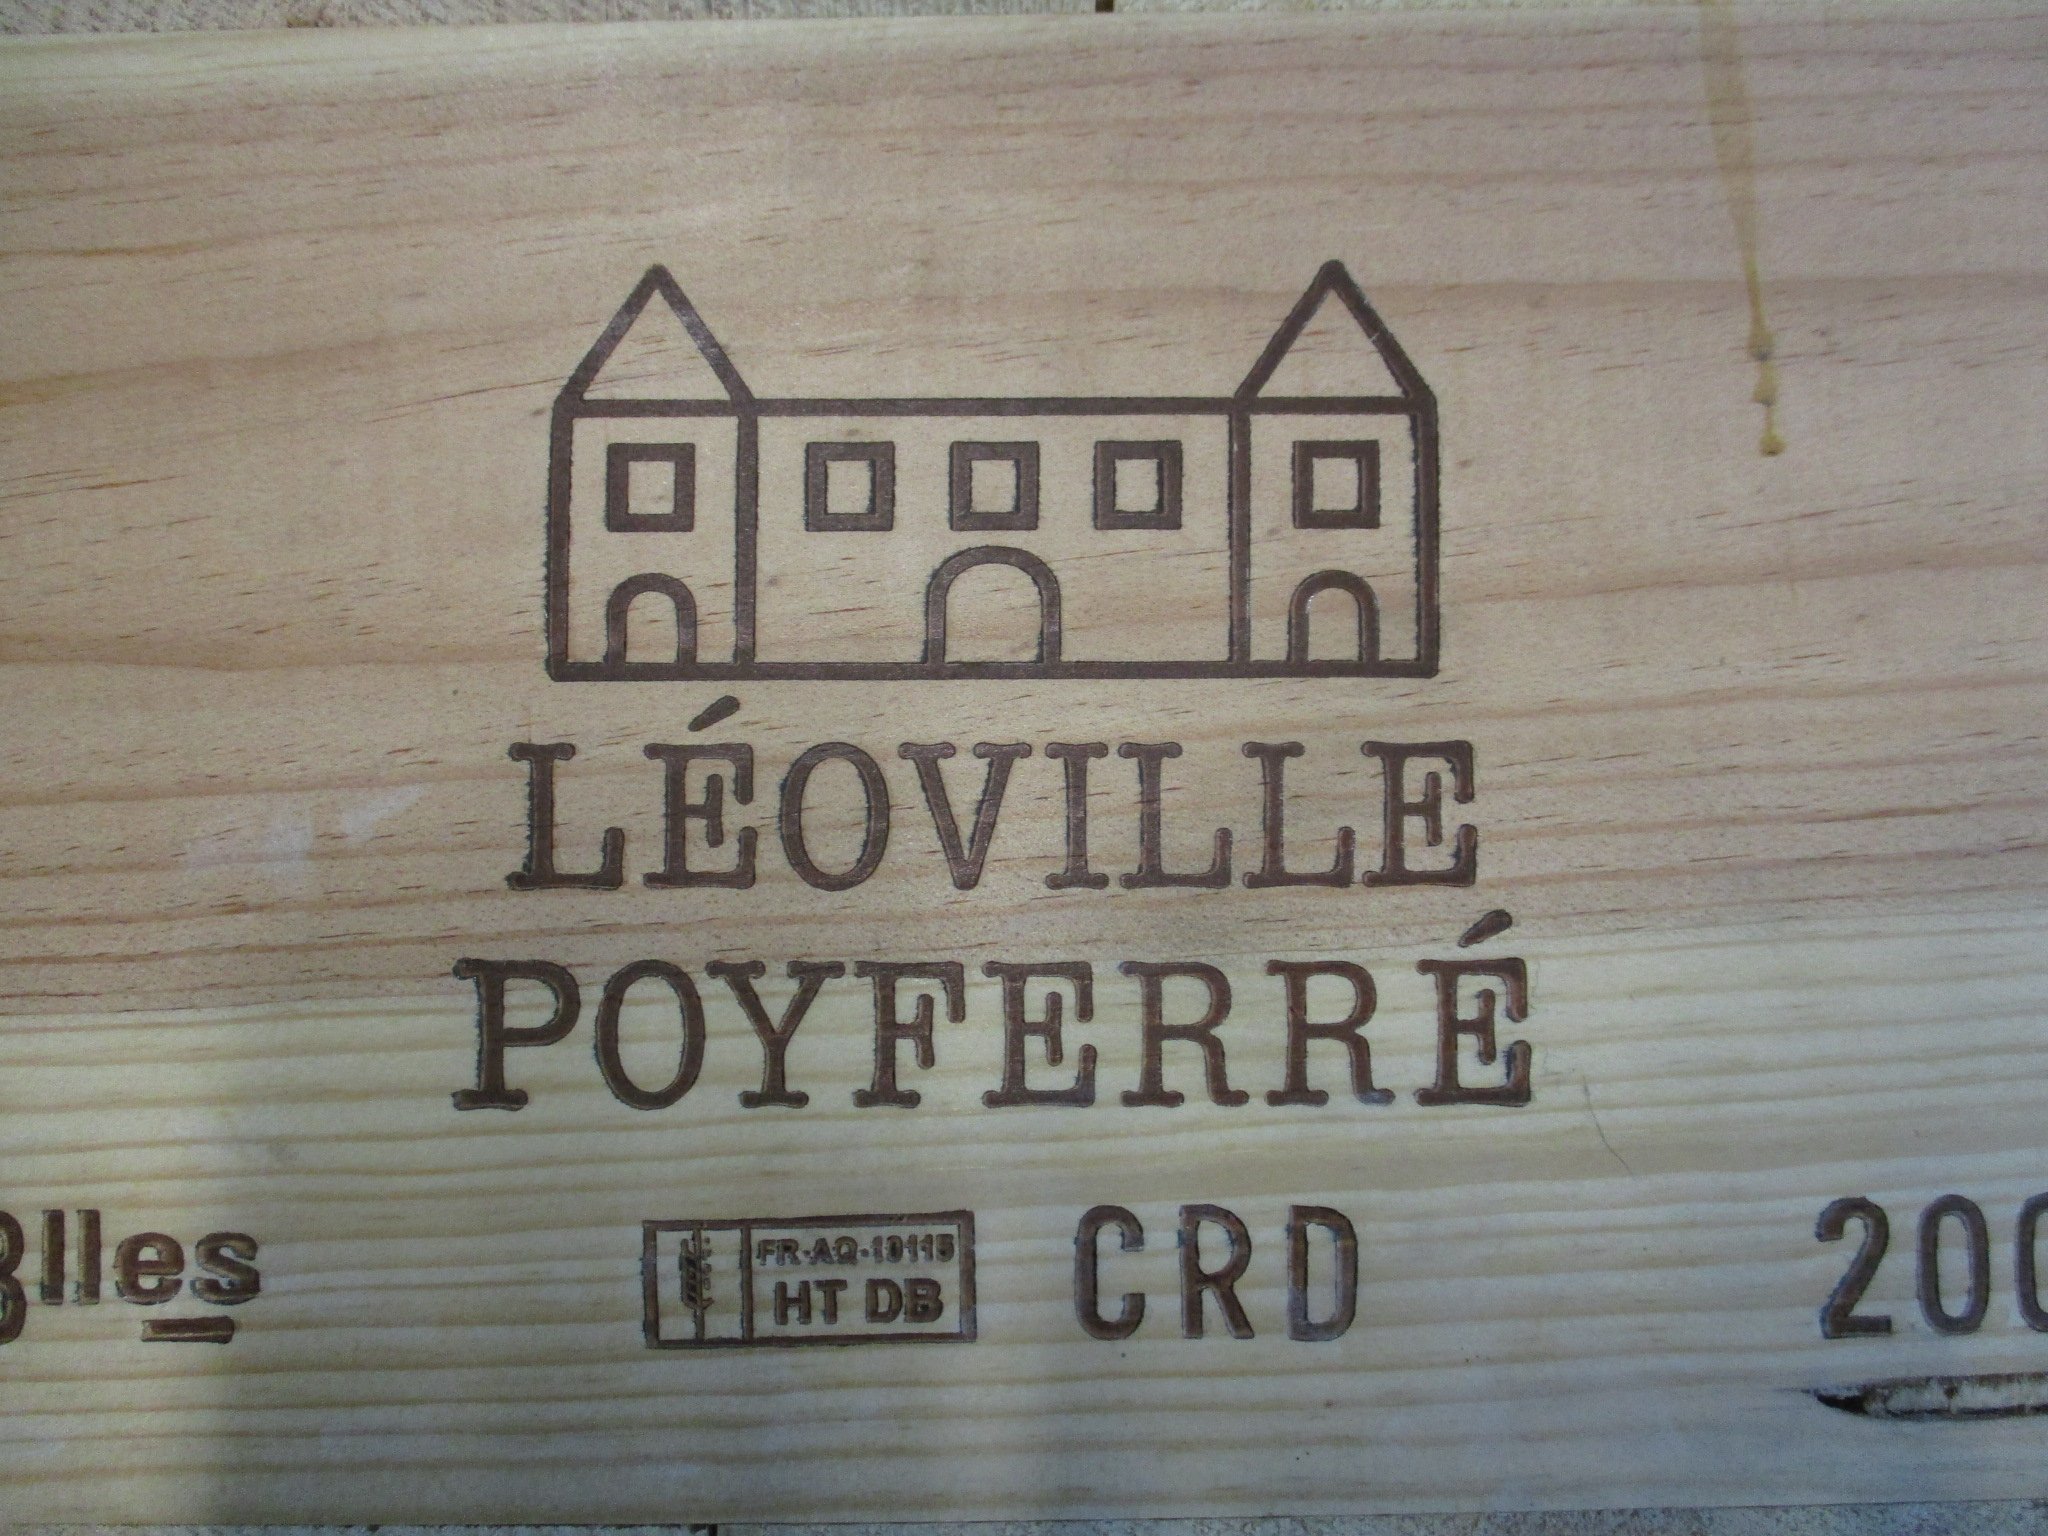 LÉOVILLE
POYFERRÉ
Blles
FR-AQ-10115
HT DB
CRD
200